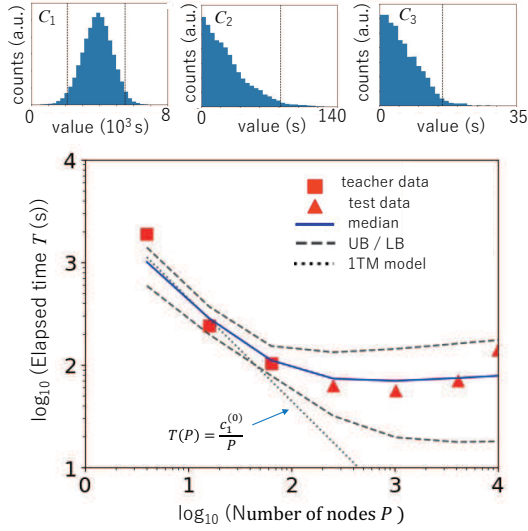 C₁
counts (a.u.)
0 8
value (10³ s)
C₂
counts (a.u.)
0 140
value (s)
C₃
counts (a.u.)
0 35
value (s)
teacher data
test data
median
UB / LB
1TM model
T(P) = c₁⁽⁰⁾/P
log₁₀ (Elapsed time T (s))
4
3
2
1
0 1 2 3 4
log₁₀ (Number of nodes P )